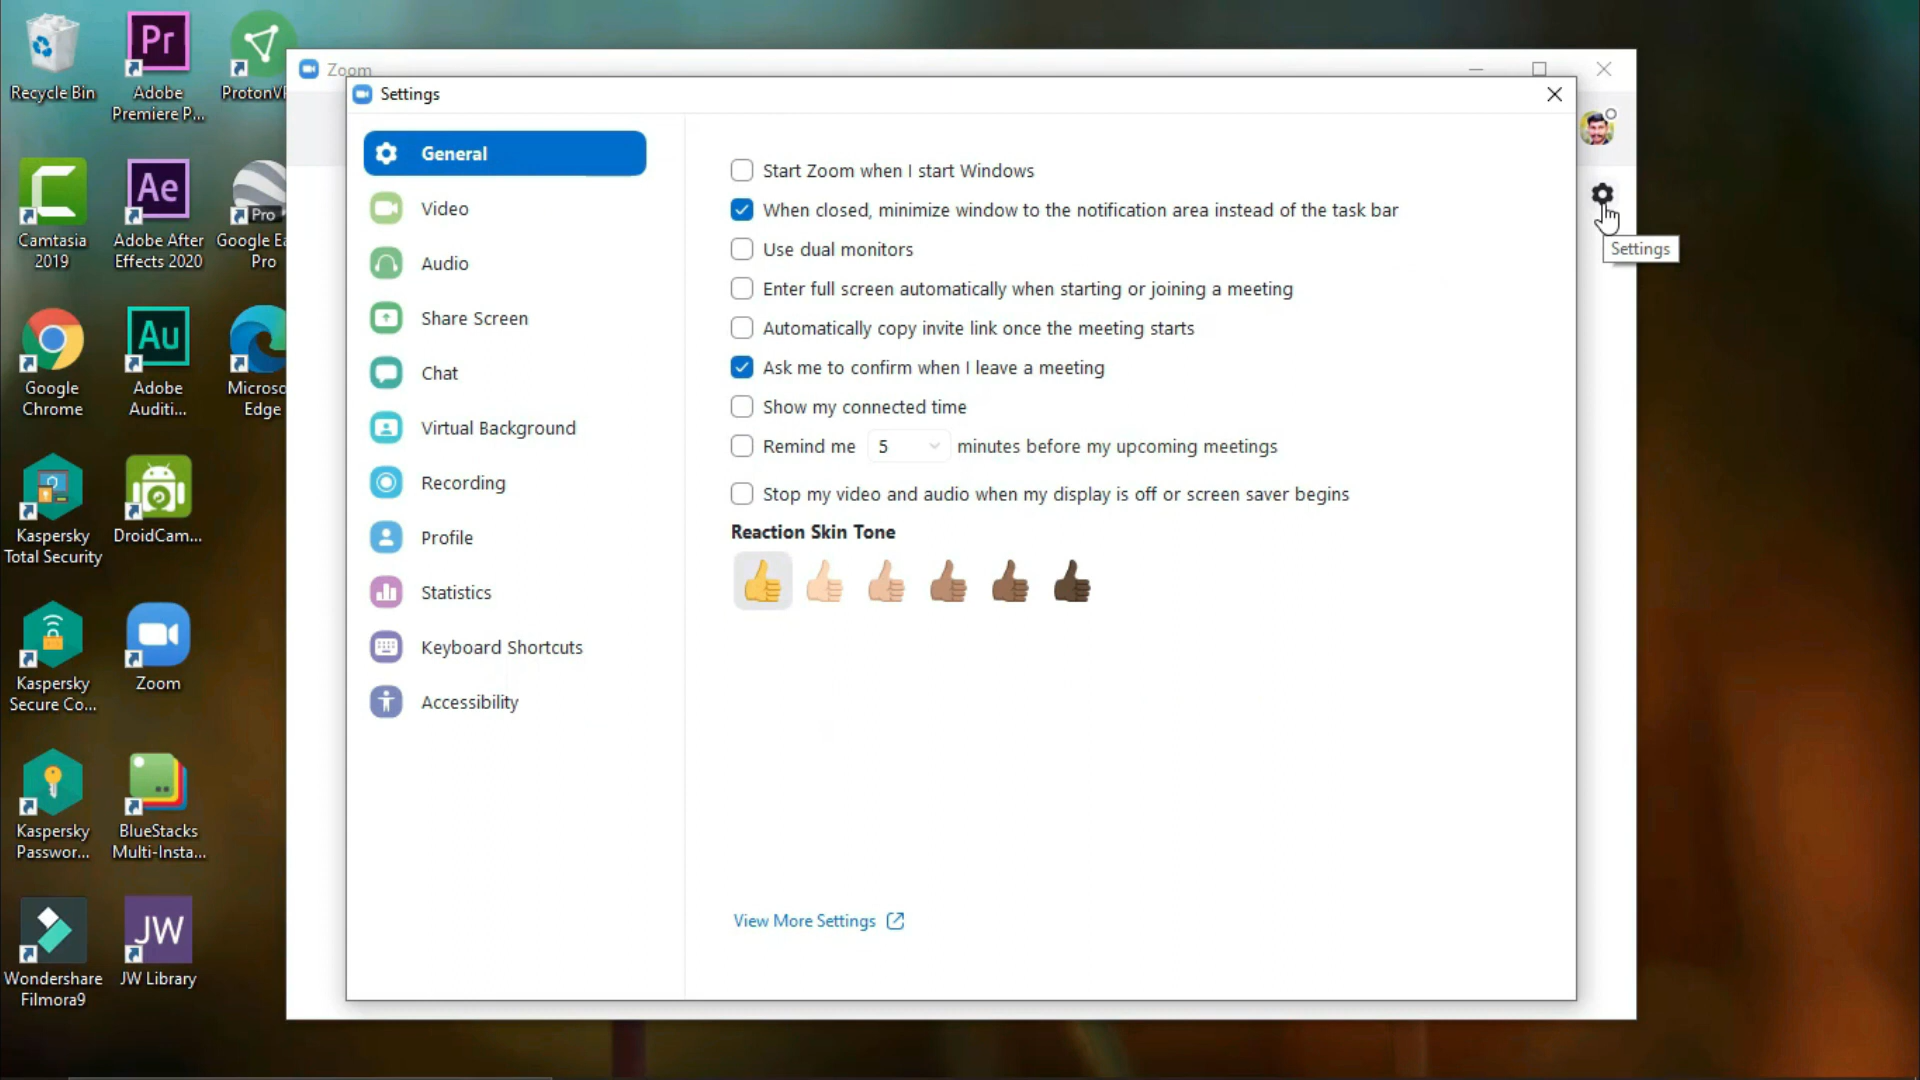 Recycle Bin
Adobe
Premiere P...
Pr
Camtasia
2019
Ae
Adobe After
Effects 2020
Pro
Pro
Google
Chrome
Au
Adobe
Auditi...
Edge
Kaspersky
Total Security
DroidCam...
Kaspersky
Secure Co...
Zoom
Kaspersky
Passwor...
BlueStacks
Multi-Insta...
Wondershare
Filmora9
JW
JW Library
Zoom
Settings
General
Video
Audio
Share Screen
Chat
Virtual Background
Recording
Profile
Statistics
Keyboard Shortcuts
Accessibility
Start Zoom when I start Windows
When closed, minimize window to the notification area instead of the task bar
Use dual monitors
Enter full screen automatically when starting or joining a meeting
Automatically copy invite link once the meeting starts
Ask me to confirm when I leave a meeting
Show my connected time
Remind me 5 minutes before my upcoming meetings
Stop my video and audio when my display is off or screen saver begins
Reaction Skin Tone
View More Settings
Settings